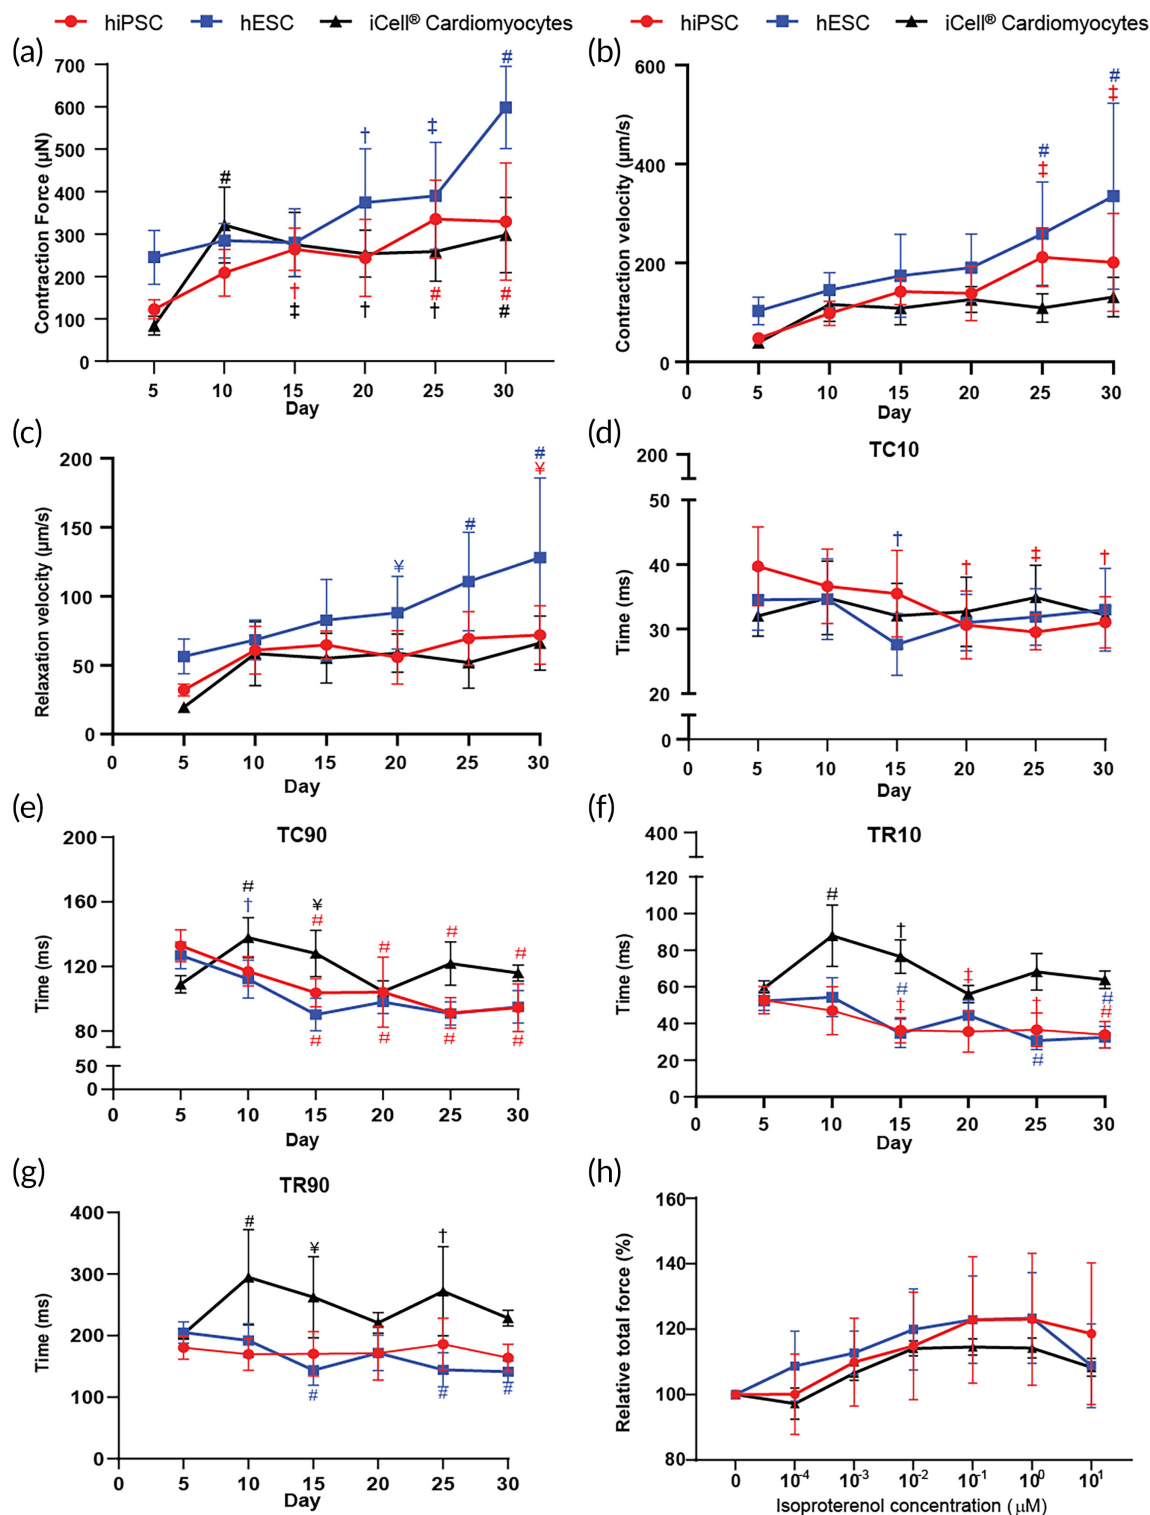 hiPSC hESC iCell® Cardiomyocytes hiPSC hESC iCell® Cardiomyocytes
(a)
700
600
500
400
300
200
100
0
Contraction Force (µN)
#
#
†
‡
†
‡
†
#
†
#
#
5 10 15 20 25 30
Day
(b)
600
400
200
0
Contraction velocity (µm/s)
#
‡
#
‡
0 5 10 15 20 25 30
Day
(c)
200
150
100
50
0
Relaxation velocity (µm/s)
¥
#
#
¥
0 5 10 15 20 25 30
Day
(d)
TC10
200
50
40
30
20
0
Time (ms)
†
†
‡
†
0 5 10 15 20 25 30
Day
(e)
TC90
200
160
120
80
50
0
Time (ms)
#
†
¥
#
#
#
#
#
#
#
#
0 5 10 15 20 25 30
Day
(f)
TR10
400
120
100
80
60
40
20
0
Time (ms)
#
†
#
‡
‡
†
#
#
#
0 5 10 15 20 25 30
Day
(g)
TR90
400
300
200
100
0
Time (ms)
#
¥
†
#
#
#
0 5 10 15 20 25 30
Day
(h)
160
140
120
100
80
Relative total force (%)
0 10-4 10-3 10-2 10-1 100 101
Isoproterenol concentration (µM)